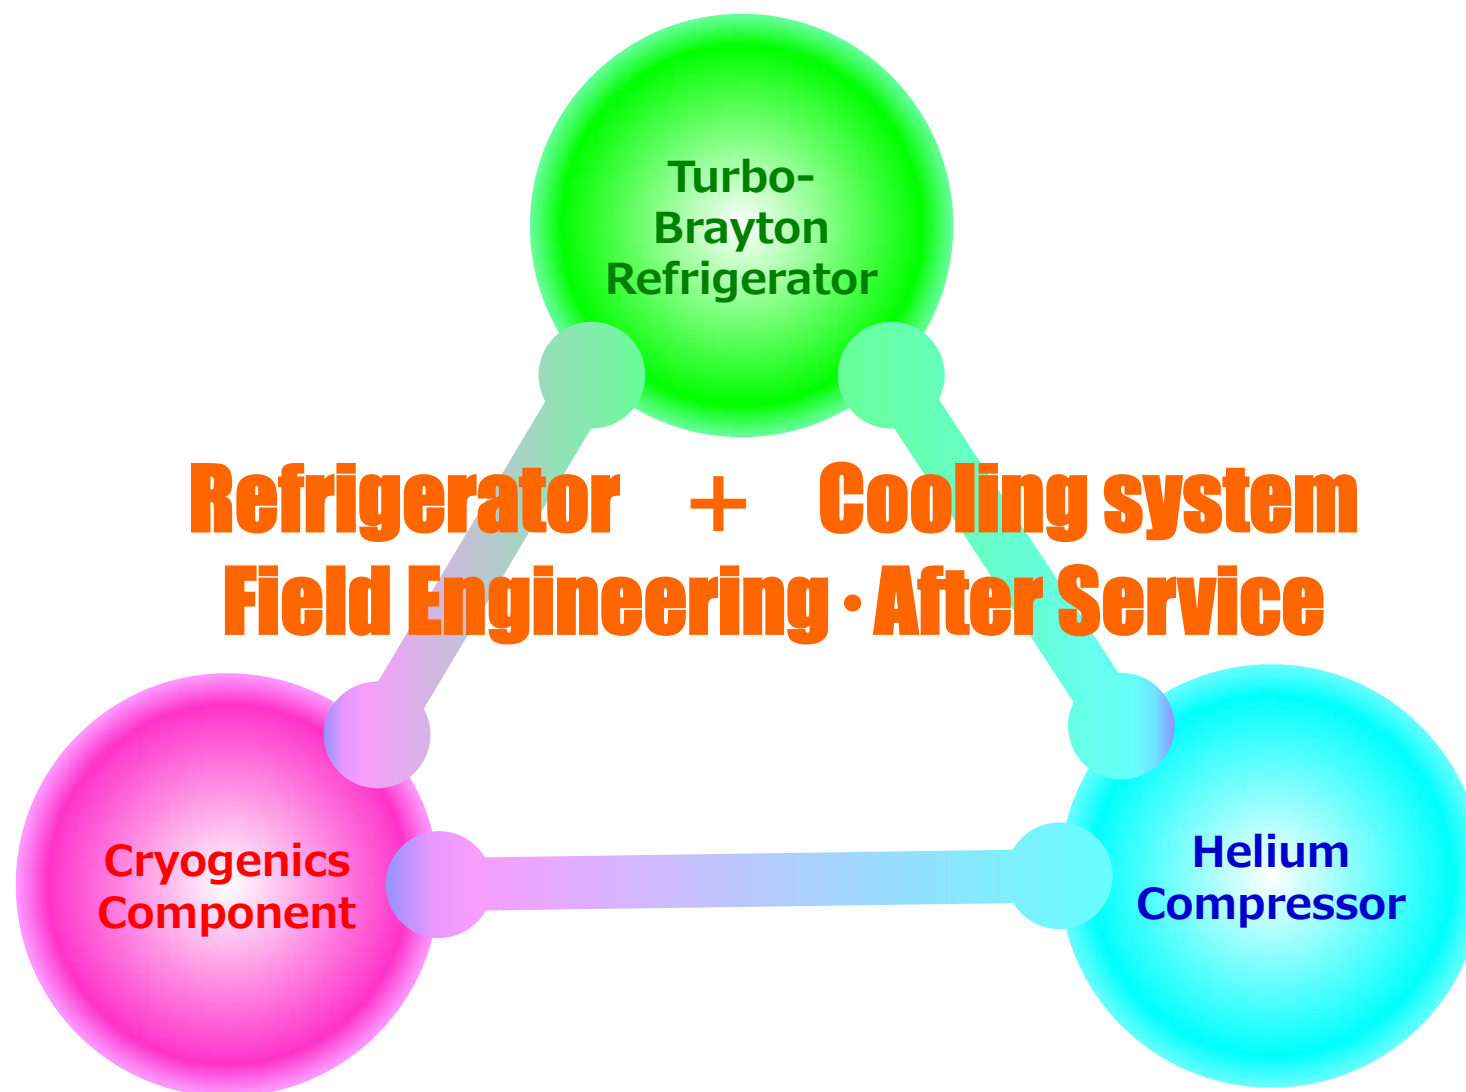 Turbo-
Brayton
Refrigerator
Refrigerator + Cooling system
Field Engineering・After Service
Cryogenics
Component
Helium
Compressor